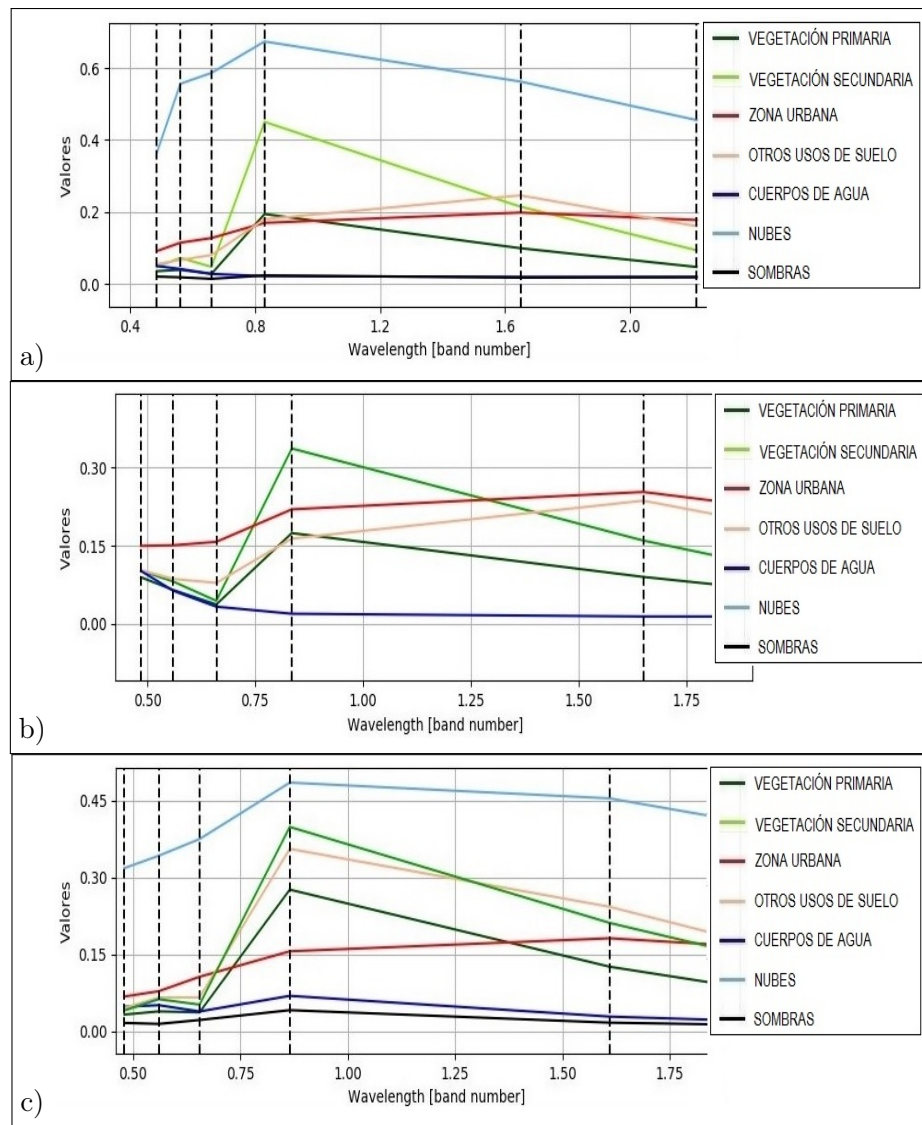 0.6
0.4
0.2
0.0
Valores
0.4
0.8
1.2
1.6
2.0
Wavelength [band number]
VEGETACIÓN PRIMARIA
VEGETACIÓN SECUNDARIA
ZONA URBANA
OTROS USOS DE SUELO
CUERPOS DE AGUA
NUBES
SOMBRAS
a)
0.30
0.15
0.00
Valores
0.50
0.75
1.00
1.25
1.50
1.75
Wavelength [band number]
VEGETACIÓN PRIMARIA
VEGETACIÓN SECUNDARIA
ZONA URBANA
OTROS USOS DE SUELO
CUERPOS DE AGUA
NUBES
SOMBRAS
b)
0.45
0.30
0.15
0.00
Valores
0.50
0.75
1.00
1.25
1.50
1.75
Wavelength [band number]
VEGETACIÓN PRIMARIA
VEGETACIÓN SECUNDARIA
ZONA URBANA
OTROS USOS DE SUELO
CUERPOS DE AGUA
NUBES
SOMBRAS
c)